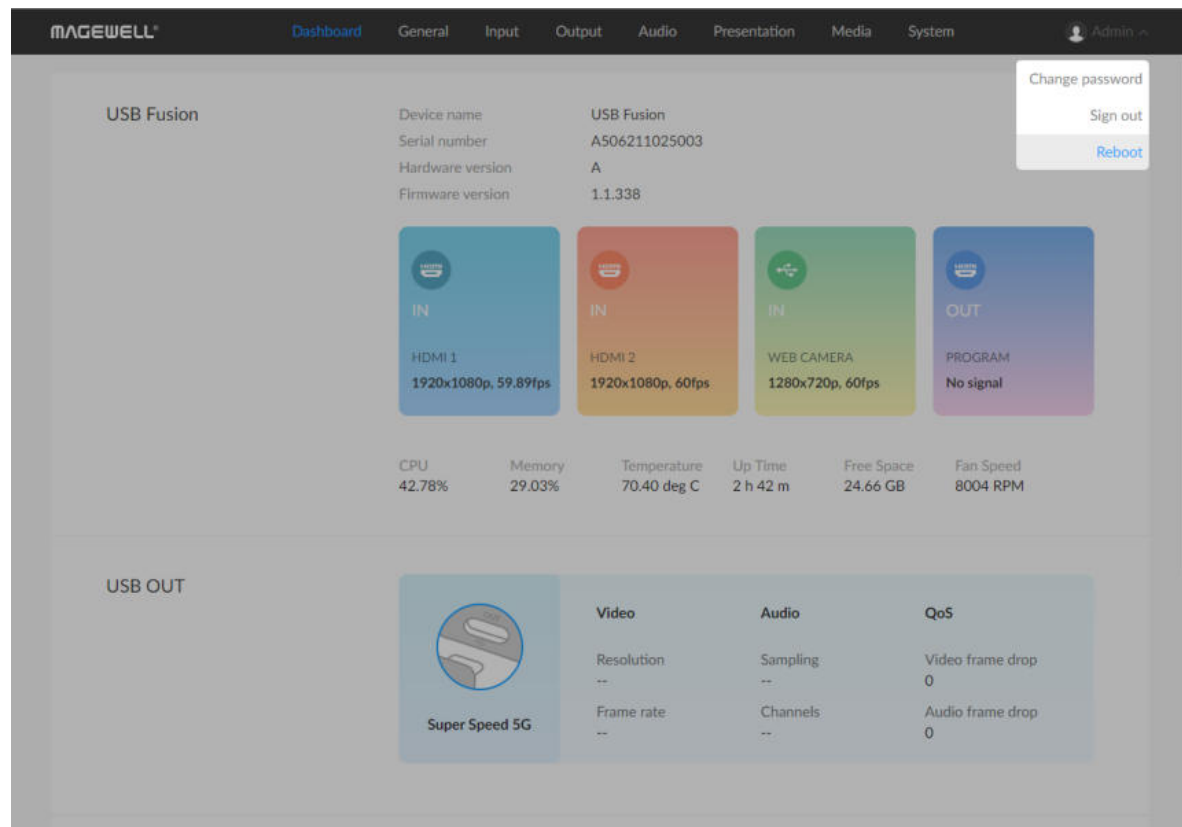 MAGEWELL® Dashboard General Input Output Audio Presentation Media System Admin
Change password
Sign out
Reboot
USB Fusion
Device name USB Fusion
Serial number A506211025003
Hardware version A
Firmware version 1.1.338
IN IN IN OUT
HDMI 1 HDMI 2 WEB CAMERA PROGRAM
1920x1080p, 59.89fps 1920x1080p, 60fps 1280x720p, 60fps No signal
CPU Memory Temperature Up Time Free Space Fan Speed
42.78% 29.03% 70.40 deg C 2 h 42 m 24.66 GB 8004 RPM
USB OUT
Video Audio QoS
Resolution Sampling Video frame drop
-- -- 0
Frame rate Channels Audio frame drop
-- -- 0
Super Speed 5G